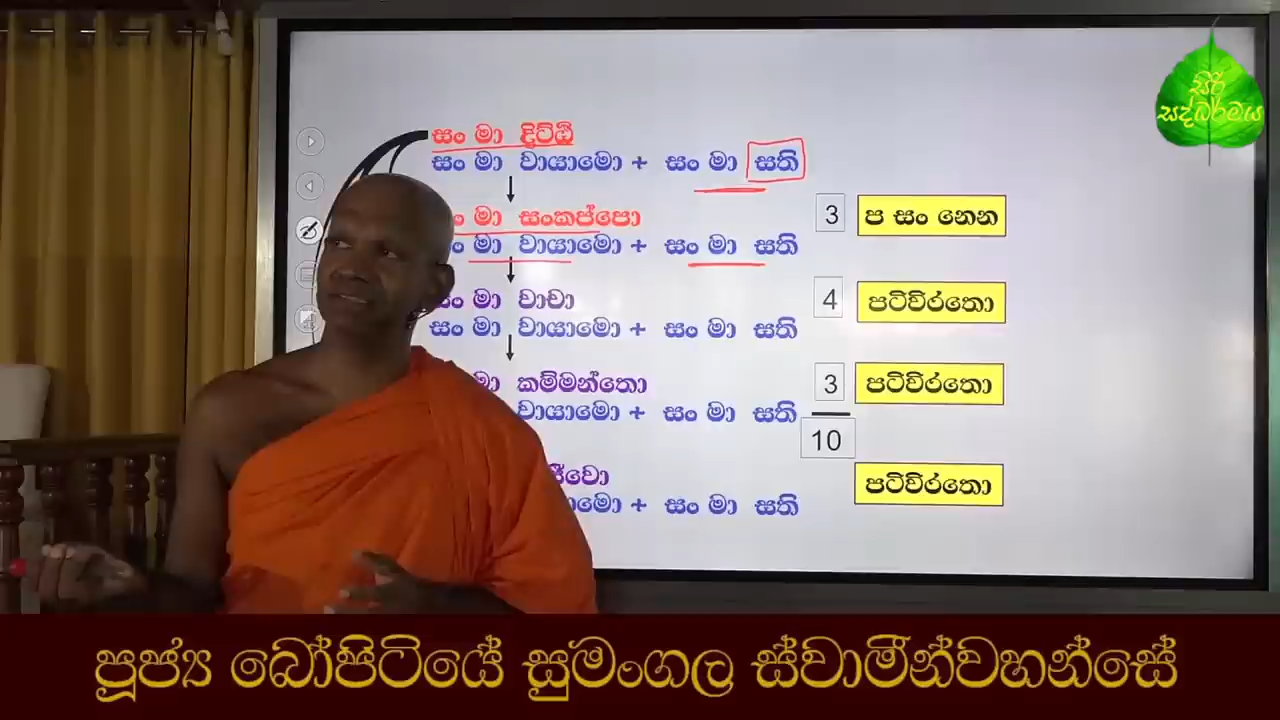 සිරි
සද්ධර්මය
සං මා දිට්ඨි
සං මා වායාමො + සං මා සති
මා සංකප්පො
මා වායාමො + සං මා සති
3 ප සං නෙන
සං මා වාචා
සං මා වායාමො + සං මා සති
4 පටිවිරතො
මා කම්මන්තො
වායාමො + සං මා සති
3 පටිවිරතො
10
සං මා සති
පටිවිරතො
පූජ්‍ය බෝපිටියේ සුමංගල ස්වාමීන්වහන්සේ